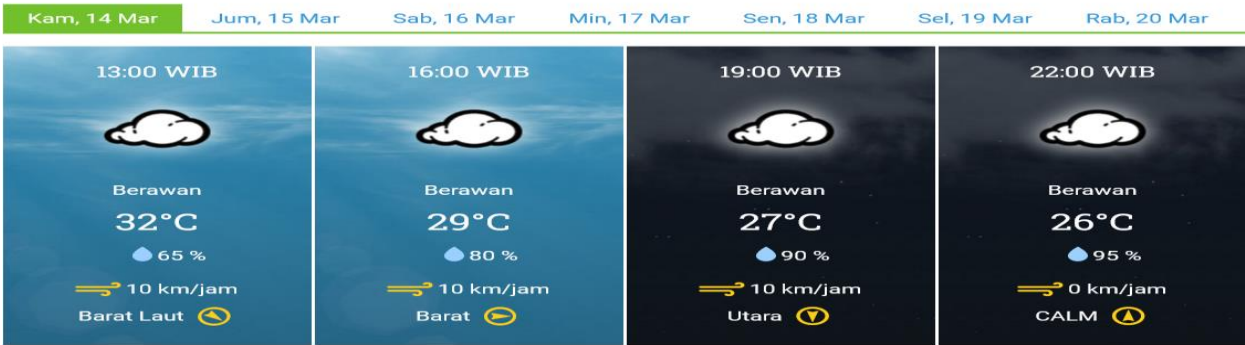 Kam, 14 Mar Jum, 15 Mar Sab, 16 Mar Min, 17 Mar Sen, 18 Mar Sel, 19 Mar Rab, 20 Mar
13:00 WIB
Berawan
32°C
65 %
10 km/jam
Barat Laut
16:00 WIB
Berawan
29°C
80 %
10 km/jam
Barat
19:00 WIB
Berawan
27°C
90 %
10 km/jam
Utara
22:00 WIB
Berawan
26°C
95 %
0 km/jam
CALM